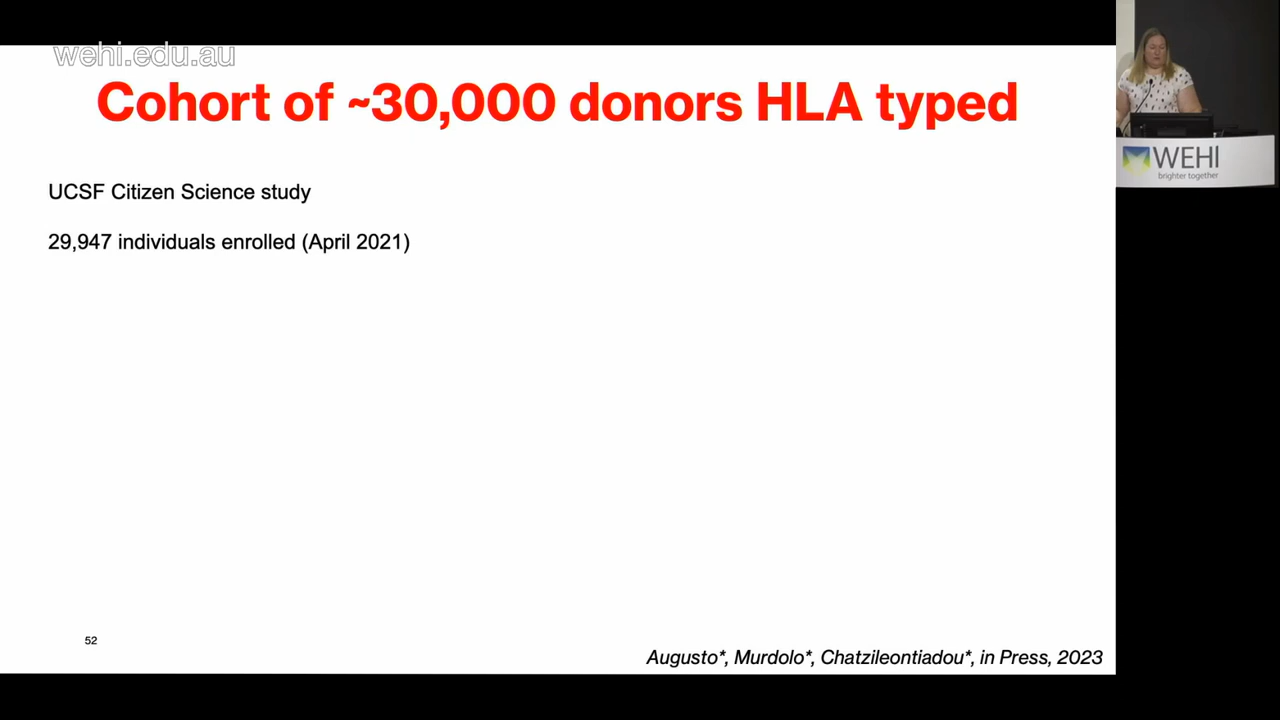 wehi.edu.au
Cohort of ~30,000 donors HLA typed
UCSF Citizen Science study
29,947 individuals enrolled (April 2021)
52
Augusto*, Murdolo*, Chatzileontiadou*, in Press, 2023
WEHI
brighter together